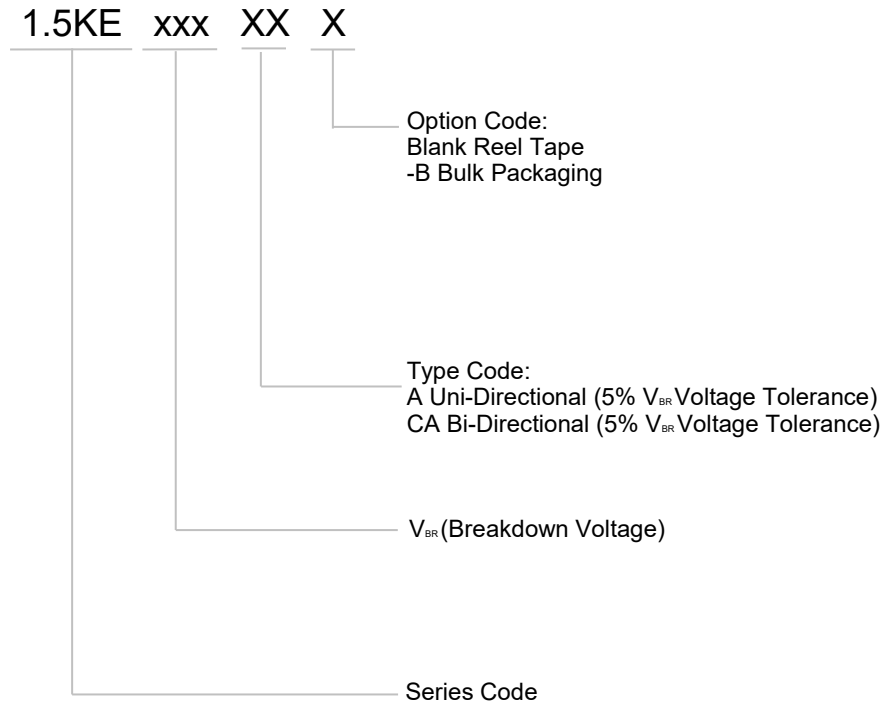 1.5KE xxx XX X
Option Code:
Blank Reel Tape
-B Bulk Packaging
Type Code:
A Uni-Directional (5% VBR Voltage Tolerance)
CA Bi-Directional (5% VBR Voltage Tolerance)
VBR (Breakdown Voltage)
Series Code